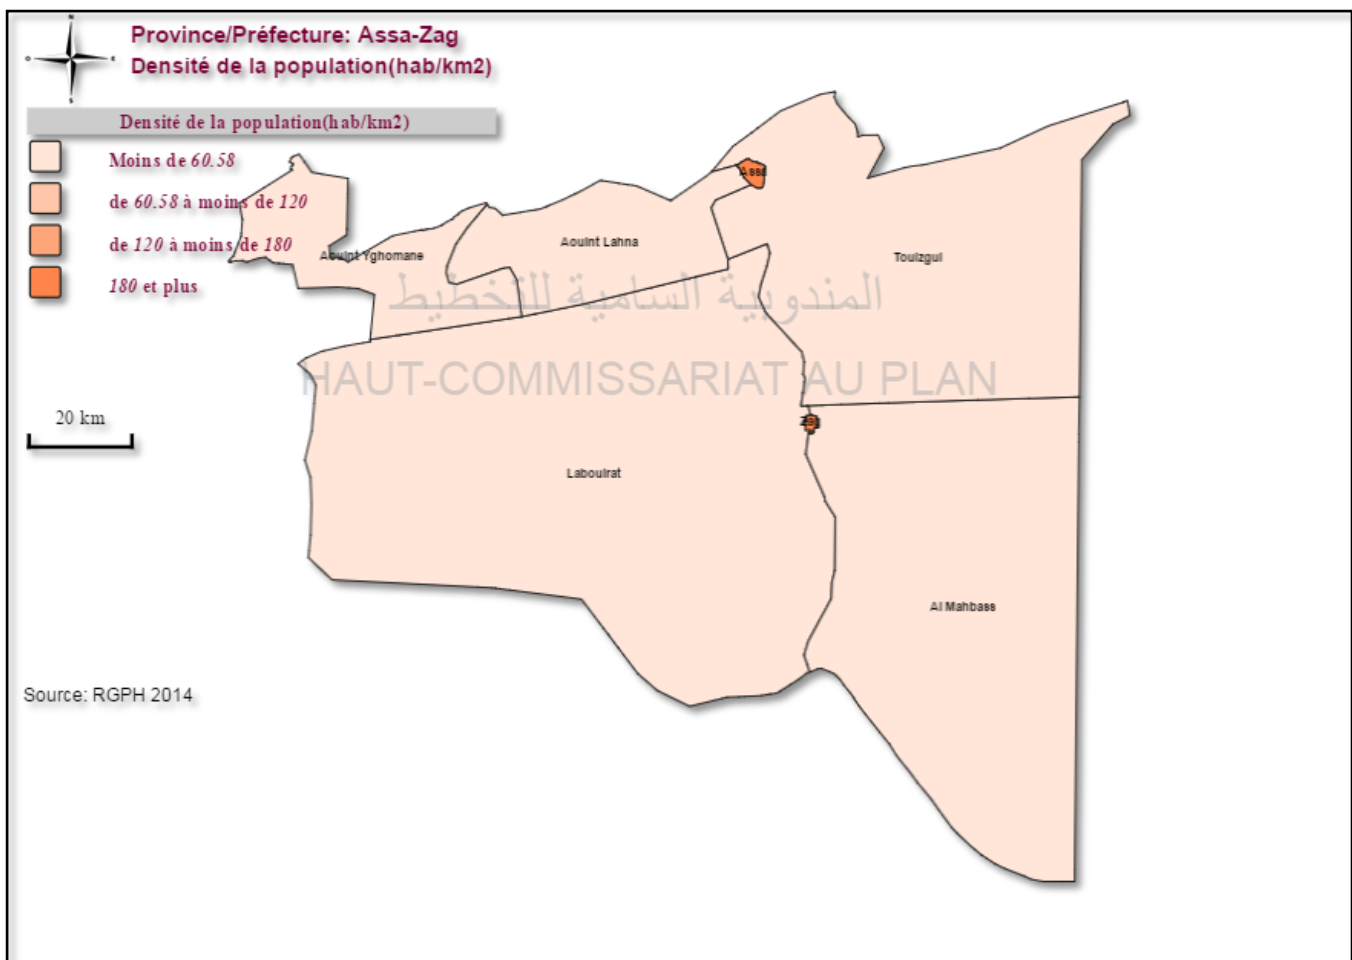 N
O
E
S
Province/Préfecture: Assa-Zag
Densité de la population(hab/km2)
Densité de la population(hab/km2)
Moins de 60.58
de 60.58 à moins de 120
de 120 à moins de 180
180 et plus
Assa
Aouint Lahna
Aouint Yghomane
Touizgui
المندوبية السامية للتخطيط
HAUT-COMMISSARIAT AU PLAN
20 km
Zag
Labouirat
Al Mahbass
Source: RGPH 2014